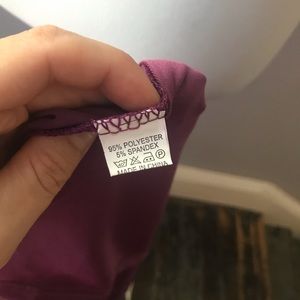 95% POLYESTER
5% SPANDEX
MADE IN CHINA